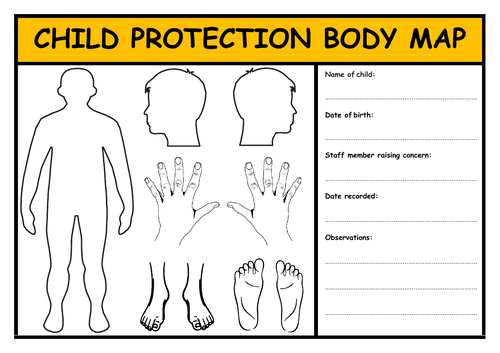 CHILD PROTECTION BODY MAP
Name of child:
Date of birth:
Staff member raising concern:
Date recorded:
Observations: